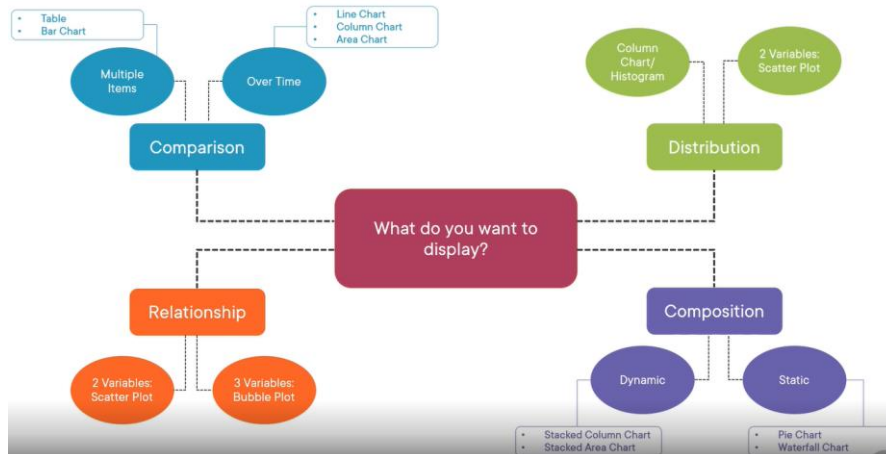 • Table
• Bar Chart
• Line Chart
• Column Chart
• Area Chart
Multiple
Items
Over Time
Comparison
Column
Chart/
Histogram
2 Variables:
Scatter Plot
Distribution
What do you want to
display?
Relationship
2 Variables:
Scatter Plot
3 Variables:
Bubble Plot
Composition
Dynamic
Static
• Stacked Column Chart
• Stacked Area Chart
• Pie Chart
• Waterfall Chart